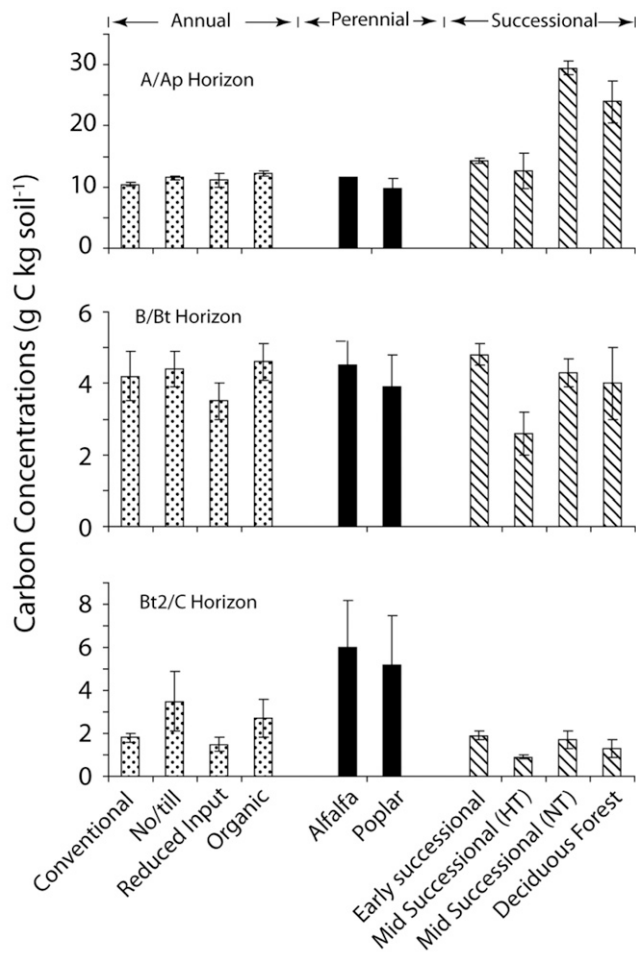 Annual Perennial Successional
A/Ap Horizon
30
20
10
0
B/Bt Horizon
6
4
2
0
Bt2/C Horizon
8
6
4
2
0
Carbon Concentrations (g C kg soil-1)
Conventional
No/till
Reduced Input
Organic
Alfalfa
Poplar
Early successional
Mid Successional (HT)
Mid Successional (NT)
Deciduous Forest